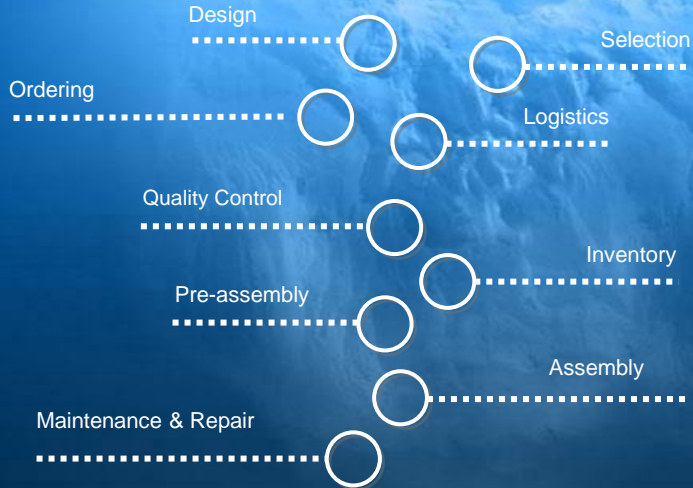 Design
Selection
Ordering
Logistics
Quality Control
Inventory
Pre-assembly
Assembly
Maintenance & Repair